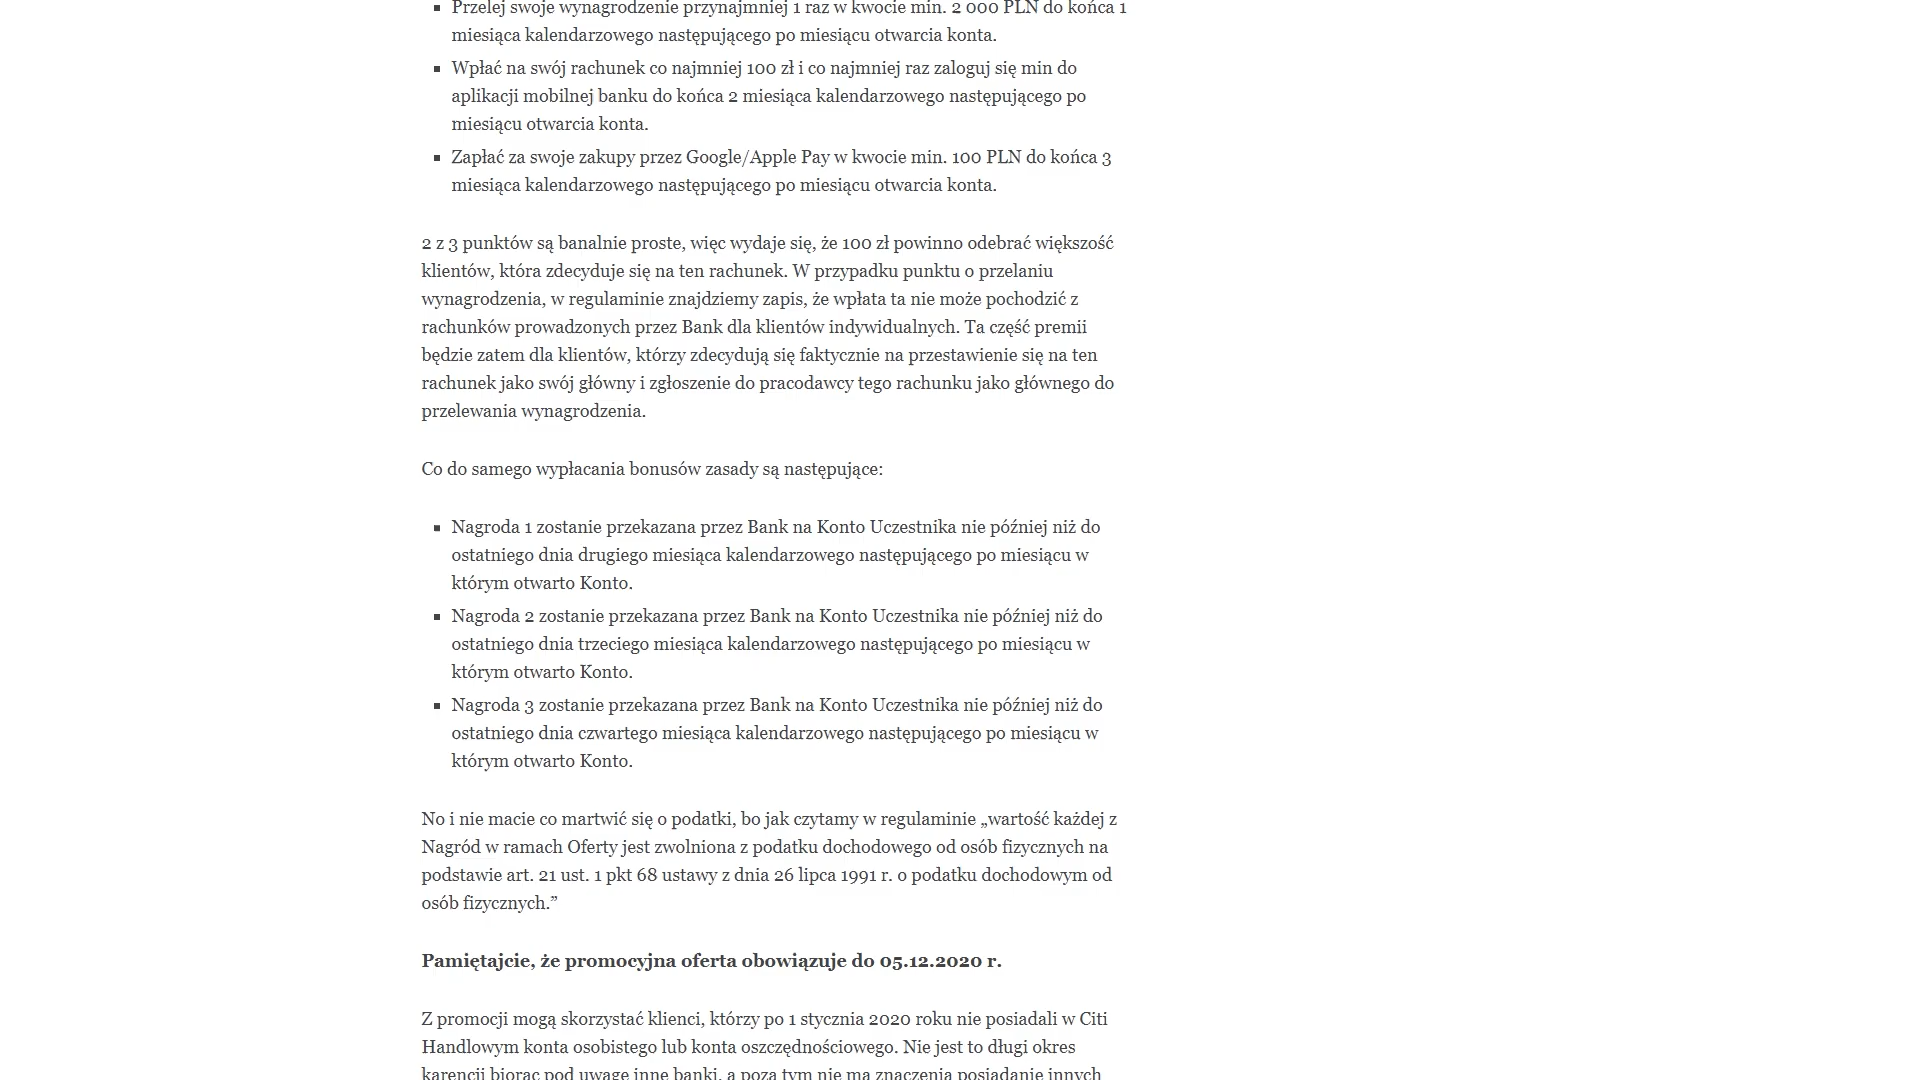 Przelej swoje wynagrodzenie przynajmniej 1 raz w kwocie min. 2 000 PLN do końca 1
miesiąca kalendarzowego następującego po miesiącu otwarcia konta.
Wpłać na swój rachunek co najmniej 100 zł i co najmniej raz zaloguj się min do
aplikacji mobilnej banku do końca 2 miesiąca kalendarzowego następującego po
miesiącu otwarcia konta.
Zapłać za swoje zakupy przez Google/Apple Pay w kwocie min. 100 PLN do końca 3
miesiąca kalendarzowego następującego po miesiącu otwarcia konta.
2 z 3 punktów są banalnie proste, więc wydaje się, że 100 zł powinno odebrać większość
klientów, która zdecyduje się na ten rachunek. W przypadku punktu o przelaniu
wynagrodzenia, w regulaminie znajdziemy zapis, że wpłata ta nie może pochodzić z
rachunków prowadzonych przez Bank dla klientów indywidualnych. Ta część premii
będzie zatem dla klientów, którzy zdecydują się faktycznie na przestawienie się na ten
rachunek jako swój główny i zgłoszenie do pracodawcy tego rachunku jako głównego do
przelewania wynagrodzenia.
Co do samego wypłacania bonusów zasady są następujące:
Nagroda 1 zostanie przekazana przez Bank na Konto Uczestnika nie później niż do
ostatniego dnia drugiego miesiąca kalendarzowego następującego po miesiącu w
którym otwarto Konto.
Nagroda 2 zostanie przekazana przez Bank na Konto Uczestnika nie później niż do
ostatniego dnia trzeciego miesiąca kalendarzowego następującego po miesiącu w
którym otwarto Konto.
Nagroda 3 zostanie przekazana przez Bank na Konto Uczestnika nie później niż do
ostatniego dnia czwartego miesiąca kalendarzowego następującego po miesiącu w
którym otwarto Konto.
No i nie macie co martwić się o podatki, bo jak czytamy w regulaminie „wartość każdej z
Nagród w ramach Oferty jest zwolniona z podatku dochodowego od osób fizycznych na
podstawie art. 21 ust. 1 pkt 68 ustawy z dnia 26 lipca 1991 r. o podatku dochodowym od
osób fizycznych.”
Pamiętajcie, że promocyjna oferta obowiązuje do 05.12.2020 r.
Z promocji mogą skorzystać klienci, którzy po 1 stycznia 2020 roku nie posiadali w Citi
Handlowym konta osobistego lub konta oszczędnościowego. Nie jest to długi okres
karencji biorąc pod uwagę inne banki, a poza tym nie ma znaczenia posiadanie innych